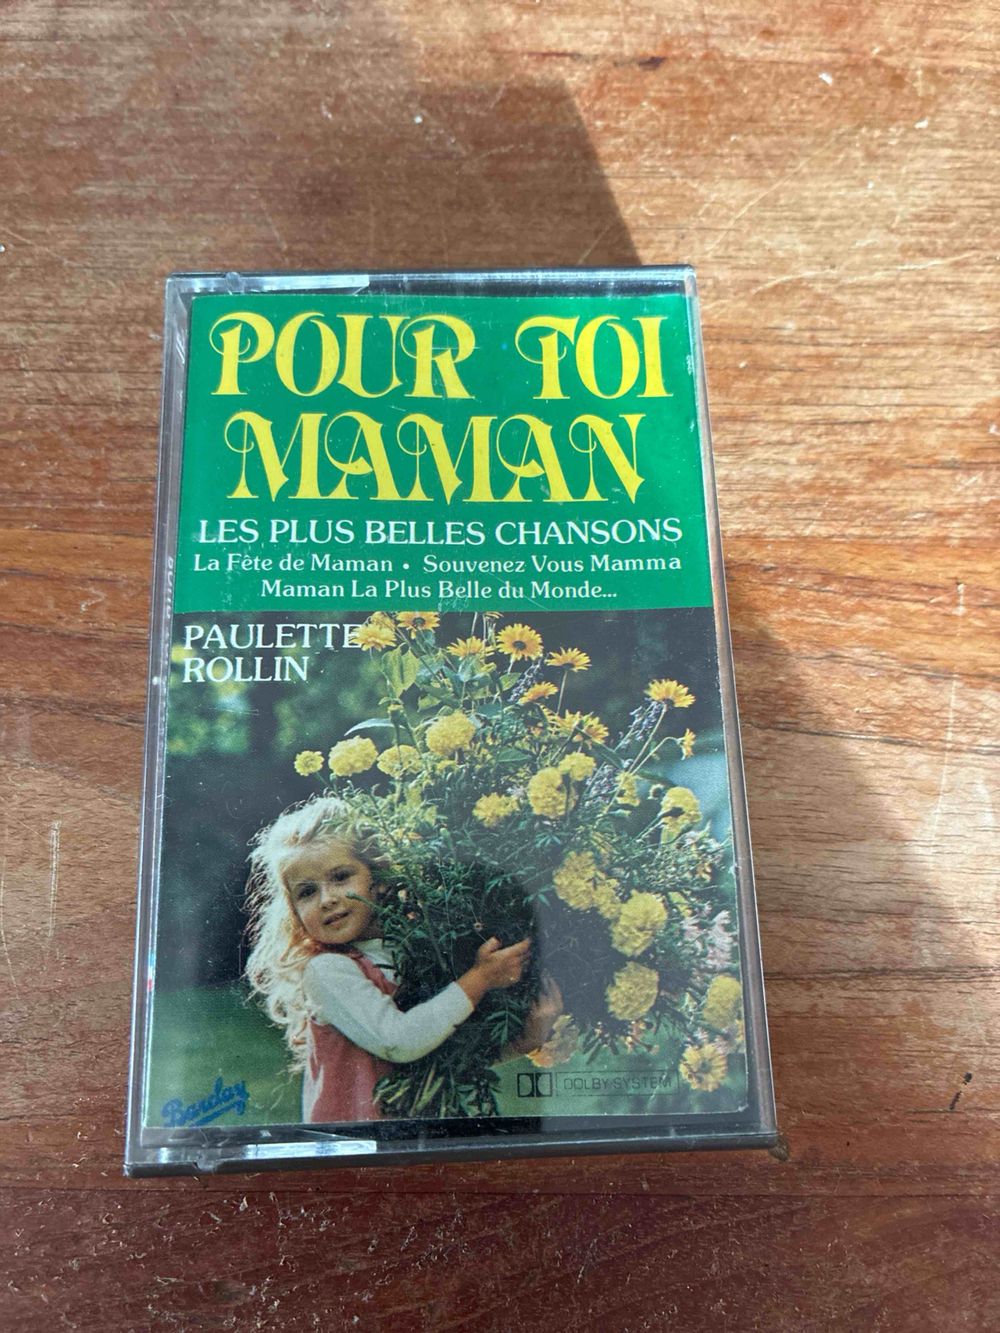 POUR TOI
MAMAN
LES PLUS BELLES CHANSONS
La Fête de Maman • Souvenez Vous Mamma
Maman La Plus Belle du Monde...
PAULETTE
ROLLIN
DOLBY SYSTEM
Barclay